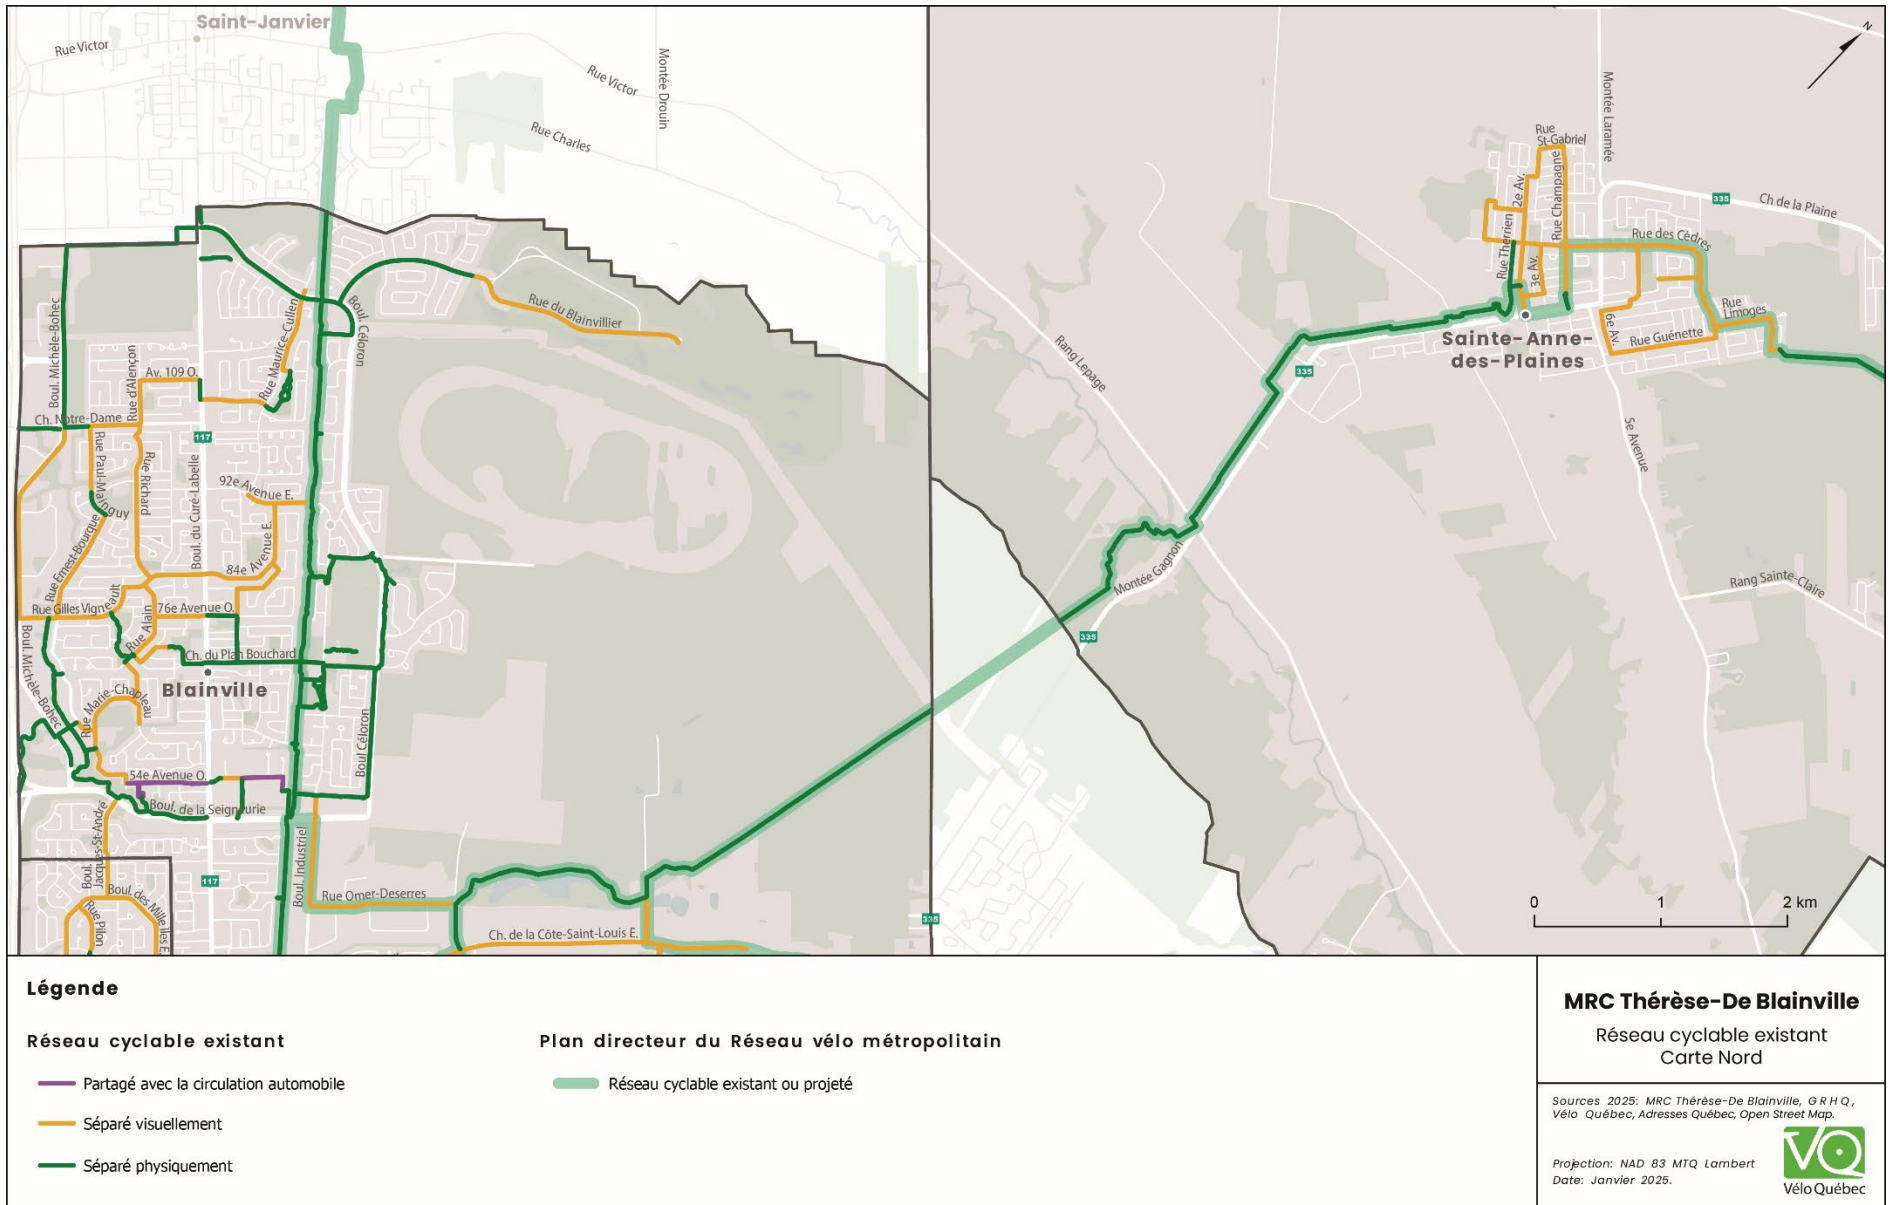 Saint-Janvier
Rue Victor
Rue Victor
Montée Drouin
Rue Charles
Boul. Michèle-Bohec
Rue d'Alençon
Av. 109 O.
Rue Maurice-Cullen
Boul. Céloron
Rue du Blainvillier
Ch. Notre-Dame
Rue Paul-Mainguy
Rue Richard
117
Boul. du Curé-Labelle
92e Avenue E.
Rue Ernest-Bourque
84e Avenue E.
Rue Gilles Vigneault
76e Avenue O.
Rue Alain
Ch. du Plan Bouchard
Boul. Michèle-Bohec
Blainville
Rue Marie-Chapleau
Boul Céloron
54e Avenue O.
Boul. de la Seigneurie
Boul.
Jacques-St-André
117
Boul. Industriel
Rue Omer-Deserres
Boul. des Mille Iles E.
Rue Pilon
Ch. de la Côte-Saint-Louis E.
335
N
Montée Laramée
Rue
St-Gabriel
2e Av.
Rue Champagne
335
Ch de la Plaine
Rue Therrien
3e Av.
Rue des Cèdres
Rue
Limoges
Sainte-Anne-
des-Plaines
6e Av.
Rue Guénette
Rang Lepage
335
5e Avenue
Montée Gagnon
Rang Sainte-Claire
335
0 1 2 km
Légende
Réseau cyclable existant
Partagé avec la circulation automobile
Séparé visuellement
Séparé physiquement
Plan directeur du Réseau vélo métropolitain
Réseau cyclable existant ou projeté
MRC Thérèse-De Blainville
Réseau cyclable existant
Carte Nord
Sources 2025: MRC Thérèse-De Blainville, G R H Q ,
Vélo Québec, Adresses Québec, Open Street Map.
Projection: NAD 83 MTQ Lambert
Date: Janvier 2025.
VQ
Vélo Québec